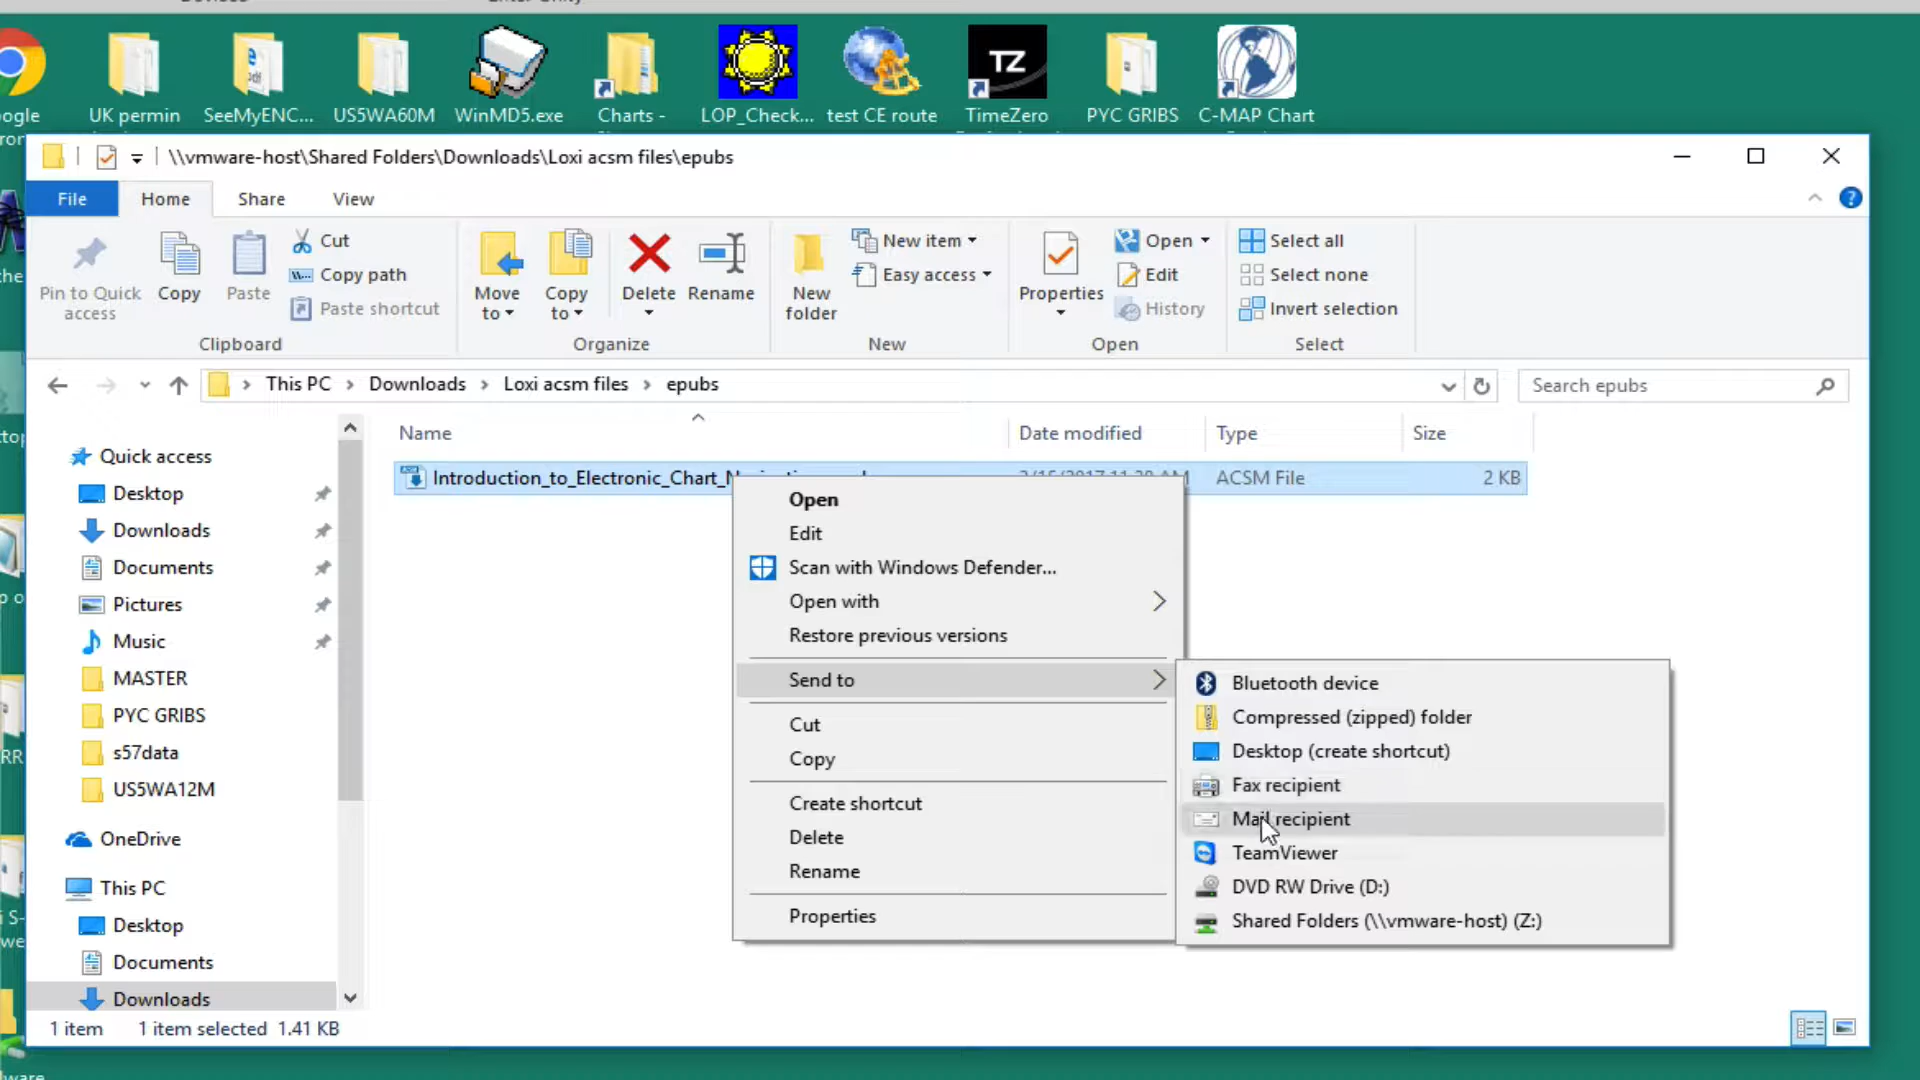 UK permin
SeeMyENC...
US5WA60M
WinMD5.exe
Charts -
LOP_Check...
test CE route
TZ
TimeZero
PYC GRIBS
C-MAP Chart
\\vmware-host\Shared Folders\Downloads\Loxi acsm files\epubs
File
Home
Share
View
Pin to Quick
access
Copy
Paste
Cut
Copy path
Paste shortcut
Clipboard
Move
to
Copy
to
Delete
Rename
Organize
New
folder
New item
Easy access
New
Properties
Open
Edit
History
Open
Select all
Select none
Invert selection
Select
This PC
Downloads
Loxi acsm files
epubs
Search epubs
Name
Date modified
Type
Size
Introduction_to_Electronic_Chart_
ACSM File
2 KB
Quick access
Desktop
Downloads
Documents
Pictures
Music
MASTER
PYC GRIBS
s57data
US5WA12M
OneDrive
This PC
Desktop
Documents
Downloads
Open
Edit
Scan with Windows Defender...
Open with
Restore previous versions
Send to
Cut
Copy
Create shortcut
Delete
Rename
Properties
Bluetooth device
Compressed (zipped) folder
Desktop (create shortcut)
Fax recipient
Mail recipient
TeamViewer
DVD RW Drive (D:)
Shared Folders (\\vmware-host) (Z:)
1 item
1 item selected 1.41 KB